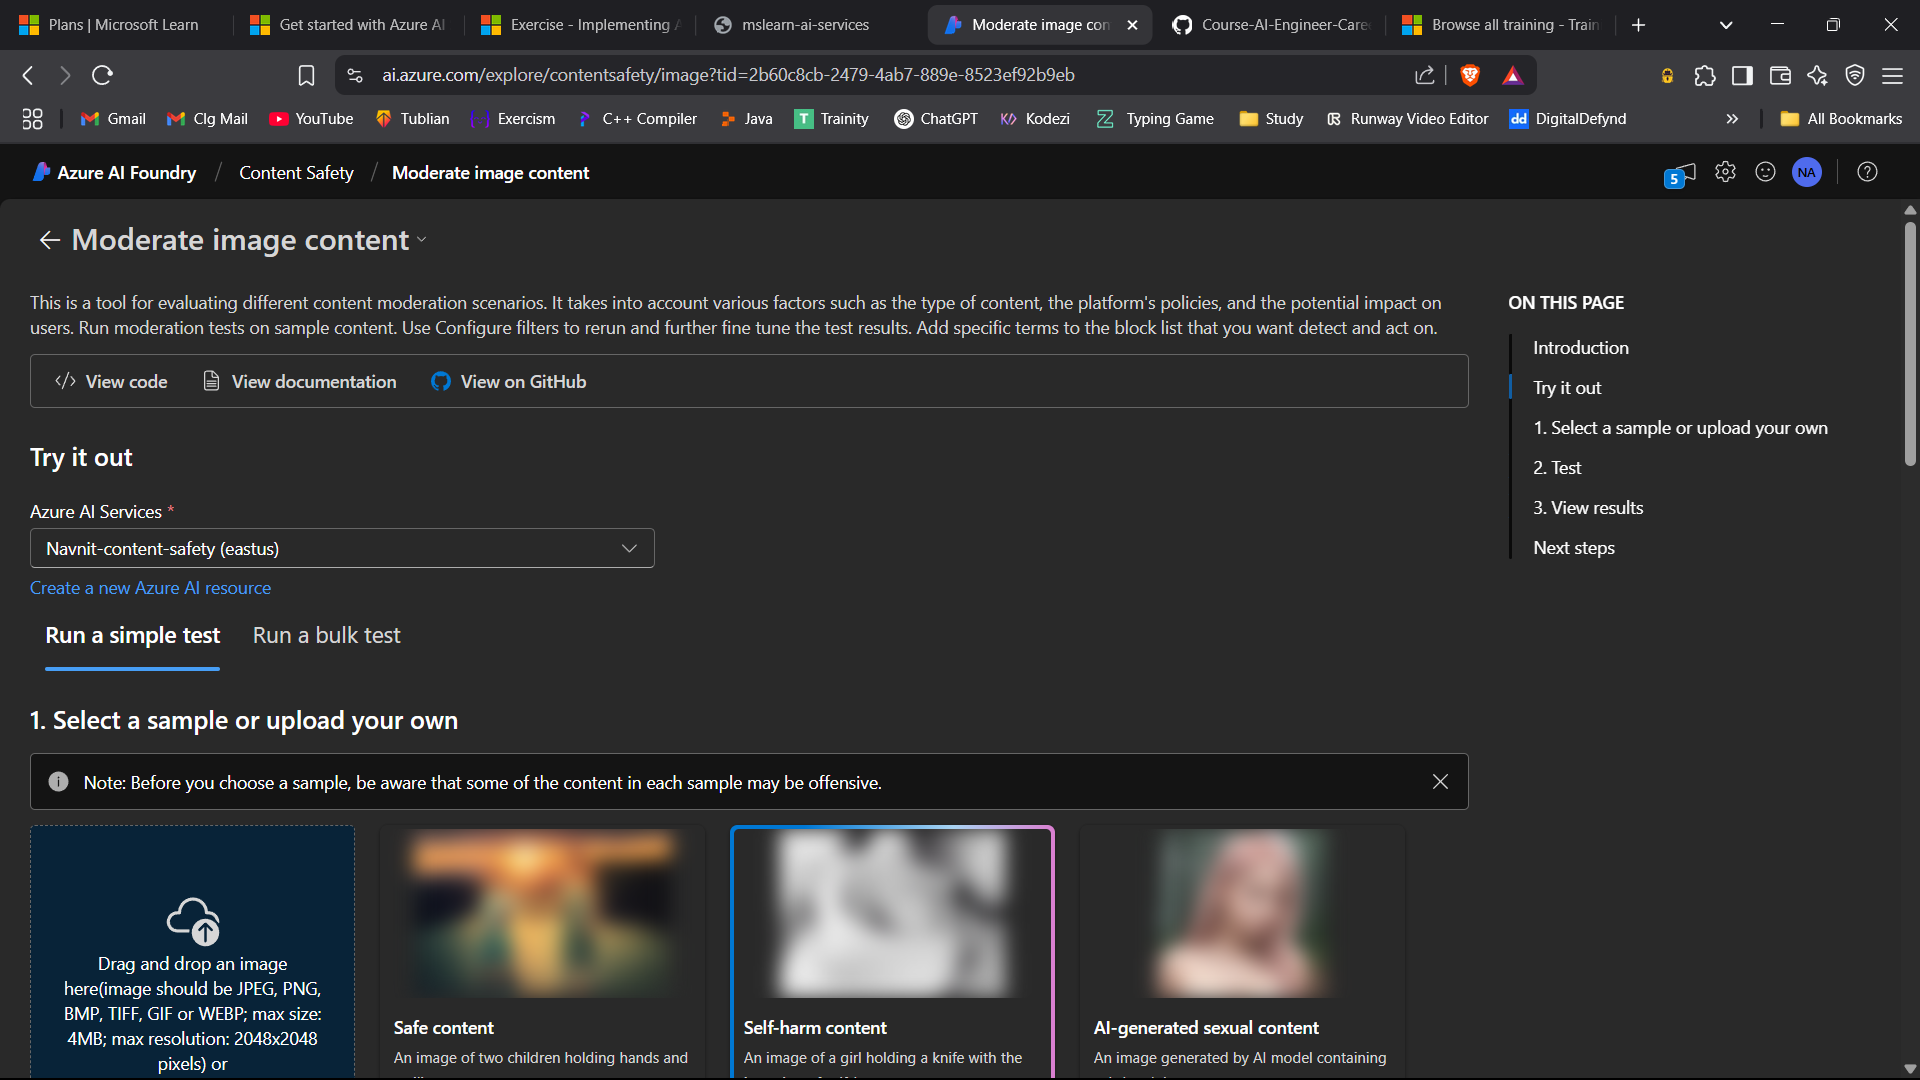 Plans | Microsoft Learn
Get started with Azure AI
Exercise - Implementing
mslearn-ai-services
Moderate image con
Course-AI-Engineer-Care
Browse all training - Train
ai.azure.com/explore/contentsafety/image?tid=2b60c8cb-2479-4ab7-889e-8523ef92b9eb
Gmail
Clg Mail
YouTube
Tublian
Exercism
C++ Compiler
Java
Trainity
ChatGPT
Kodezi
Typing Game
Study
Runway Video Editor
DigitalDefynd
All Bookmarks
Azure AI Foundry / Content Safety / Moderate image content
5
NA
Moderate image content
This is a tool for evaluating different content moderation scenarios. It takes into account various factors such as the type of content, the platform's policies, and the potential impact on
users. Run moderation tests on sample content. Use Configure filters to rerun and further fine tune the test results. Add specific terms to the block list that you want detect and act on.
View code
View documentation
View on GitHub
Try it out
Azure AI Services *
Navnit-content-safety (eastus)
Create a new Azure AI resource
Run a simple test
Run a bulk test
1. Select a sample or upload your own
Note: Before you choose a sample, be aware that some of the content in each sample may be offensive.
Drag and drop an image
here(image should be JPEG, PNG,
BMP, TIFF, GIF or WEBP; max size:
4MB; max resolution: 2048x2048
pixels) or
Safe content
An image of two children holding hands and
Self-harm content
An image of a girl holding a knife with the
AI-generated sexual content
An image generated by AI model containing
ON THIS PAGE
Introduction
Try it out
1. Select a sample or upload your own
2. Test
3. View results
Next steps